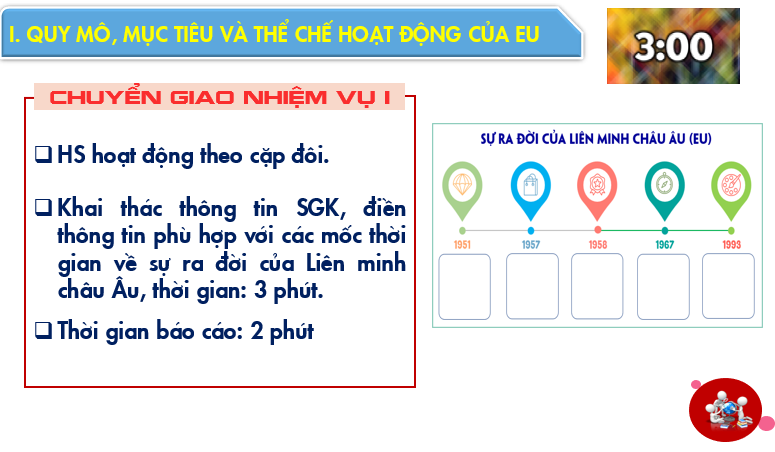 I. QUY MÔ, MỤC TIÊU VÀ THỂ CHẾ HOẠT ĐỘNG CỦA EU
3:00
CHUYỂN GIAO NHIỆM VỤ I
HS hoạt động theo cặp đôi.
Khai thác thông tin SGK, điền
thông tin phù hợp với các mốc thời
gian về sự ra đời của Liên minh
châu Âu, thời gian: 3 phút.
Thời gian báo cáo: 2 phút
SỰ RA ĐỜI CỦA LIÊN MINH CHÂU ÂU (EU)
1951 1957 1958 1967 1993